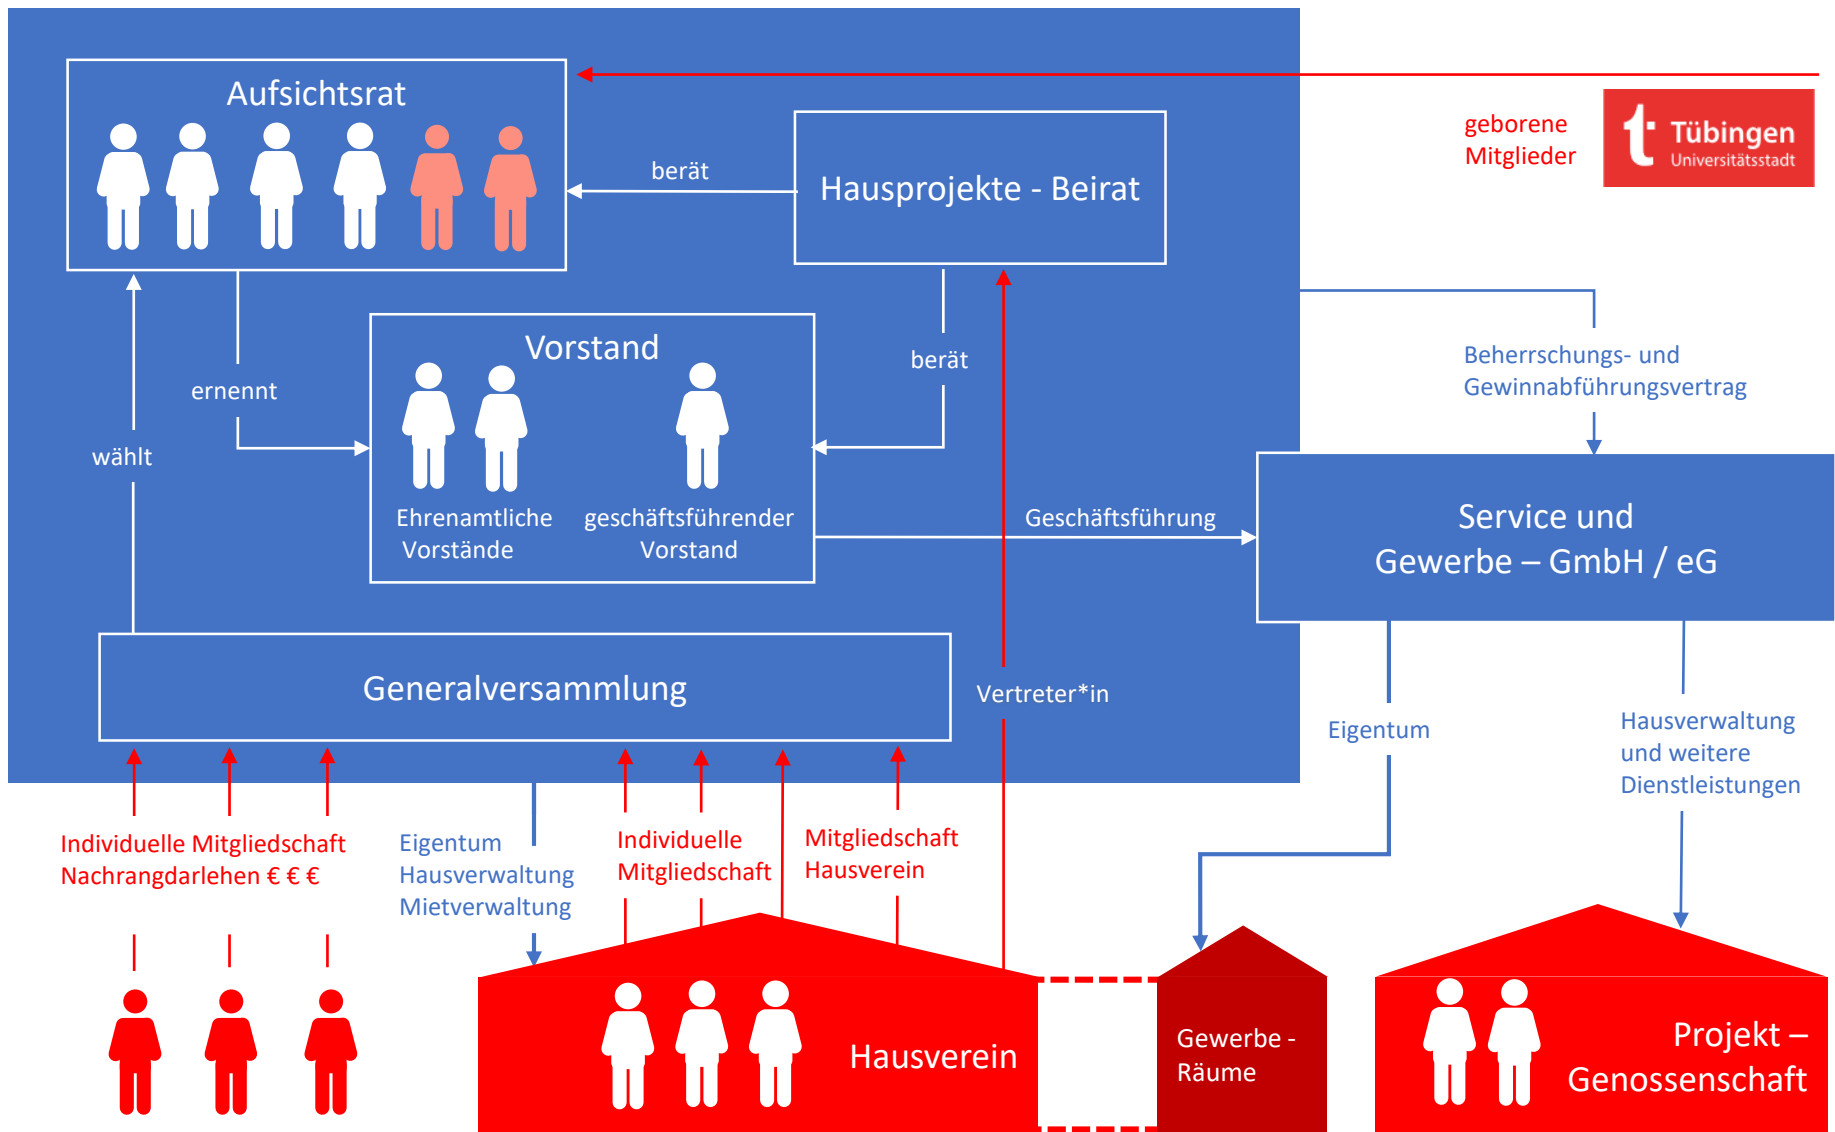 Aufsichtsrat
geborene
Mitglieder
t Tübingen
Universitätsstadt
berät
Hausprojekte - Beirat
Vorstand
berät
ernennt
wählt
Beherrschungs- und
Gewinnabführungsvertrag
Ehrenamtliche
Vorstände
geschäftsführender
Vorstand
Geschäftsführung
Service und
Gewerbe – GmbH / eG
Generalversammlung
Vertreter*in
Eigentum
Hausverwaltung
und weitere
Dienstleistungen
Individuelle Mitgliedschaft
Nachrangdarlehen € € €
Eigentum
Hausverwaltung
Mietverwaltung
Individuelle
Mitgliedschaft
Mitgliedschaft
Hausverein
Hausverein
Gewerbe -
Räume
Projekt –
Genossenschaft